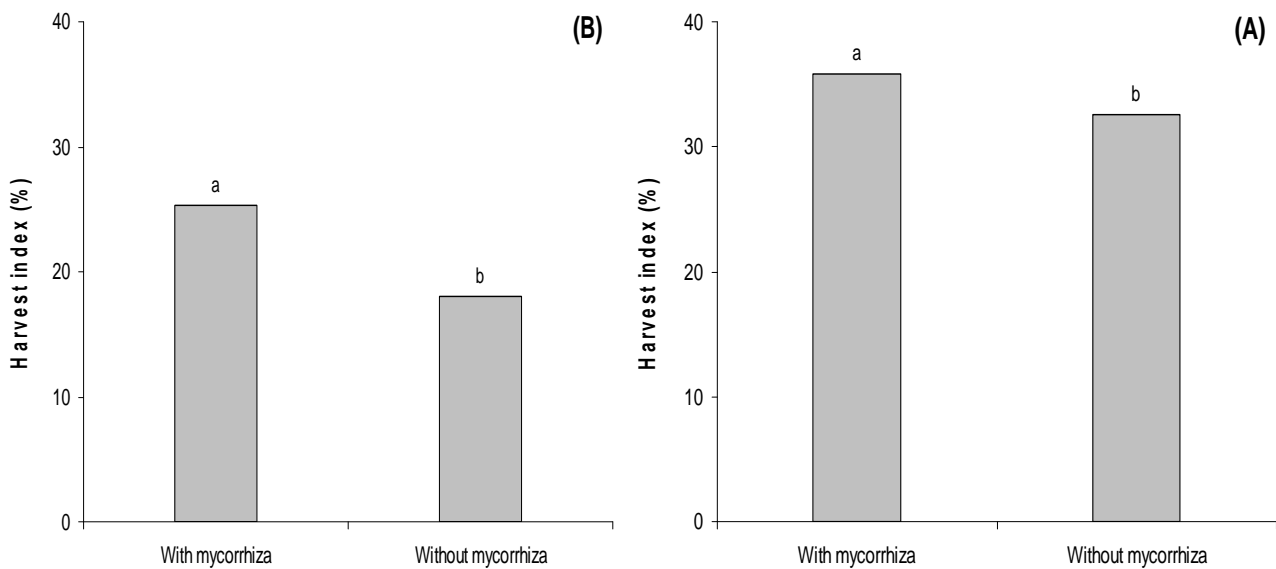 (B)
Harvest index (%)
40
30
20
10
0
a
b
With mycorrhiza
Without mycorrhiza
(A)
Harvest index (%)
40
30
20
10
0
a
b
With mycorrhiza
Without mycorrhiza